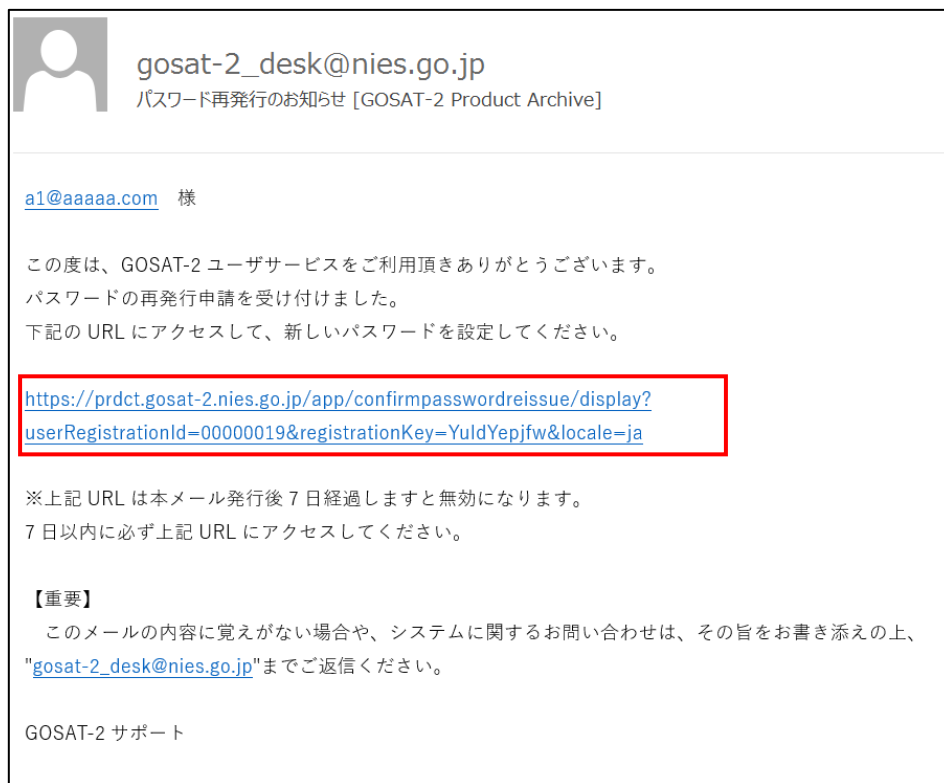 gosat-2_desk@nies.go.jp
パスワード再発行のお知らせ [GOSAT-2 Product Archive]
a1@aaaaa.com 様
この度は、GOSAT-2 ユーザサービスをご利用頂きありがとうございます。
パスワードの再発行申請を受け付けました。
下記の URL にアクセスして、新しいパスワードを設定してください。
https://prdct.gosat-2.nies.go.jp/app/confirmpasswordreissue/display?
userRegistrationId=00000019&registrationKey=YuldYepjfw&locale=ja
※上記 URL は本メール発行後 7 日経過しますと無効になります。
7 日以内に必ず上記 URL にアクセスしてください。
【重要】
このメールの内容に覚えがない場合や、システムに関するお問い合わせは、その旨をお書き添えの上、
"gosat-2_desk@nies.go.jp"までご返信ください。
GOSAT-2 サポート